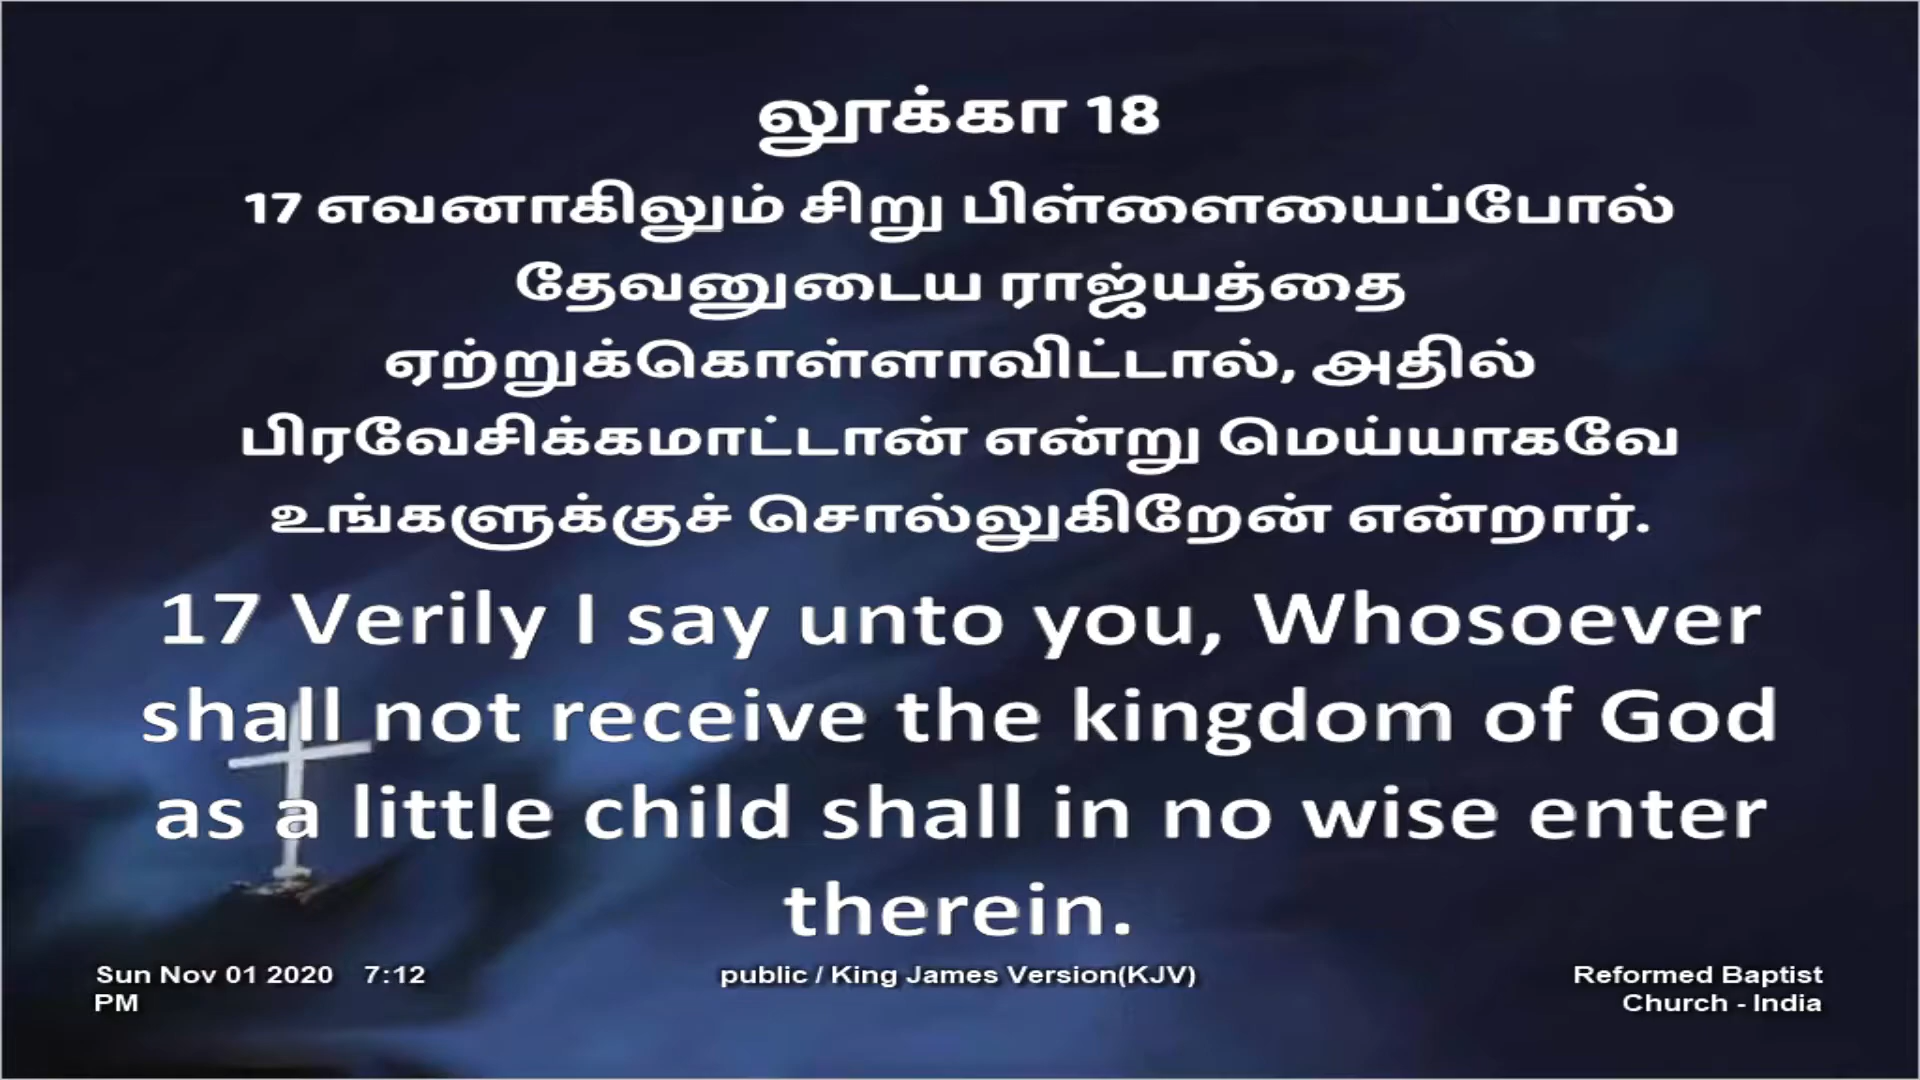 லூக்கா 18
17 எவனாகிலும் சிறு பிள்ளையைப்போல்
தேவனுடைய ராஜ்யத்தை
ஏற்றுக்கொள்ளாவிட்டால், அதில்
பிரவேசிக்கமாட்டான் என்று மெய்யாகவே
உங்களுக்குச் சொல்லுகிறேன் என்றார்.
17 Verily I say unto you, Whosoever
shall not receive the kingdom of God
as a little child shall in no wise enter
therein.
Sun Nov 01 2020 7:12
PM
public / King James Version(KJV)
Reformed Baptist
Church - India